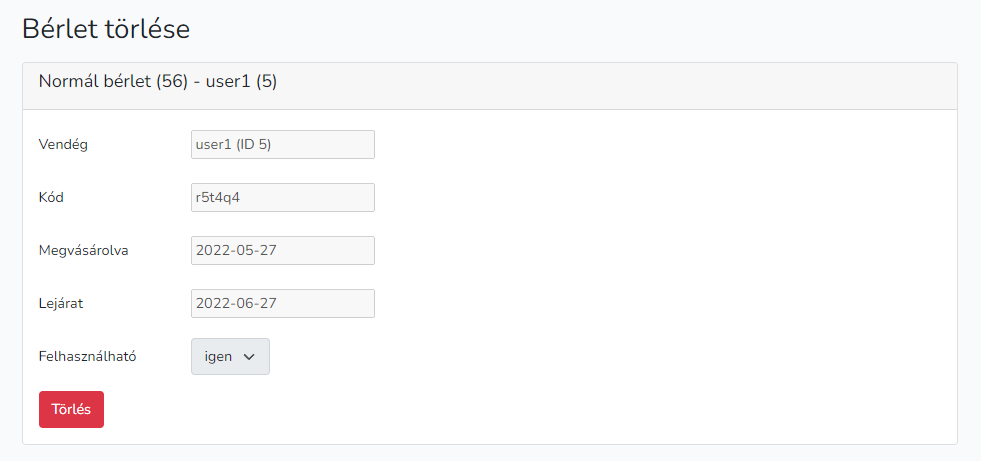 Bérlet törlése
Normál bérlet (56) - user1 (5)
Vendég user1 (ID 5)
Kód r5t4q4
Megvásárolva 2022-05-27
Lejárat 2022-06-27
Felhasználható igen
Törlés